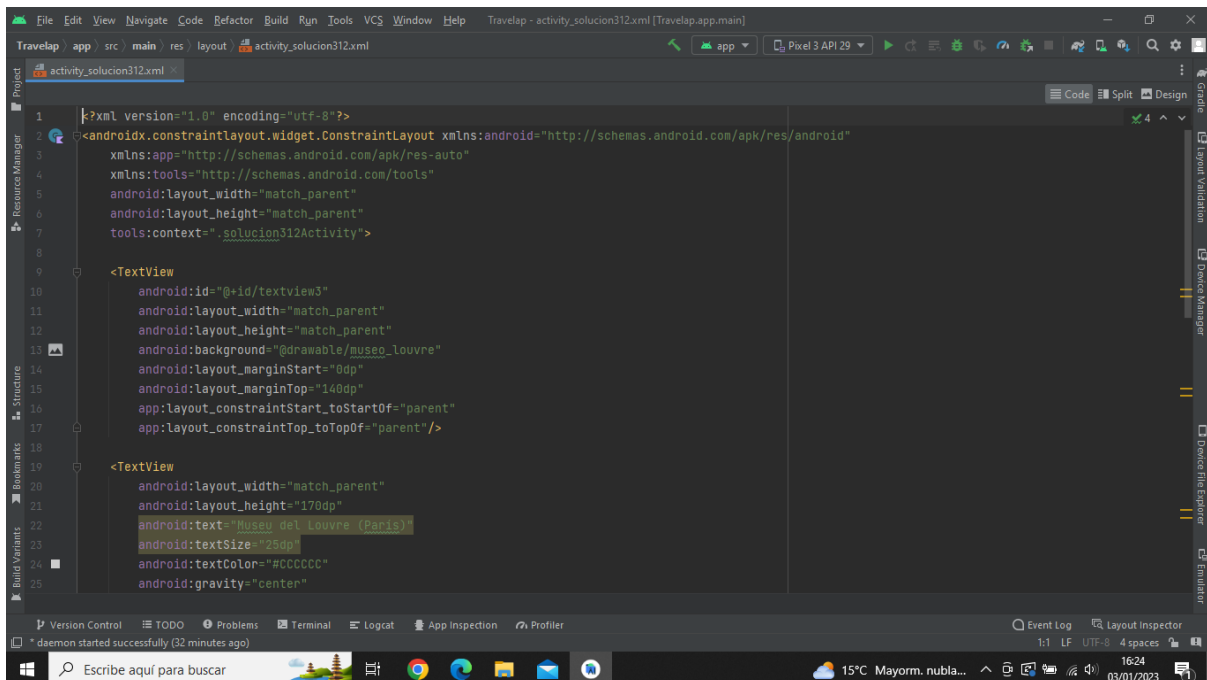 File Edit View Navigate Code Refactor Build Run Tools VCS Window Help Travelap - activity_solucion312.xml [Travelap.app.main]
Travelap app src main res layout activity_solucion312.xml app Pixel 3 API 29
activity_solucion312.xml
Code Split Design
Project
Resource Manager
Structure
Bookmarks
Build Variants
1 <?xml version="1.0" encoding="utf-8"?>
4
2 <androidx.constraintlayout.widget.ConstraintLayout xmlns:android="http://schemas.android.com/apk/res/android"
3 xmlns:app="http://schemas.android.com/apk/res-auto"
4 xmlns:tools="http://schemas.android.com/tools"
5 android:layout_width="match_parent"
6 android:layout_height="match_parent"
7 tools:context=".solucion312Activity">
8
9 <TextView
10 android:id="@+id/textview3"
11 android:layout_width="match_parent"
12 android:layout_height="match_parent"
13 android:background="@drawable/museo_louvre"
14 android:layout_marginStart="0dp"
15 android:layout_marginTop="140dp"
16 app:layout_constraintStart_toStartOf="parent"
17 app:layout_constraintTop_toTopOf="parent"/>
18
19 <TextView
20 android:layout_width="match_parent"
21 android:layout_height="170dp"
22 android:text="Museu del Louvre (Paris)"
23 android:textSize="25dp"
24 android:textColor="#CCCCCC"
25 android:gravity="center"
Gradle
Layout Validation
Device Manager
Device File Explorer
Emulator
Version Control TODO Problems Terminal Logcat App Inspection Profiler Event Log Layout Inspector
* daemon started successfully (32 minutes ago) 1:1 LF UTF-8 4 spaces
Escribe aquí para buscar 15°C Mayorm. nubla... 16:24
03/01/2023